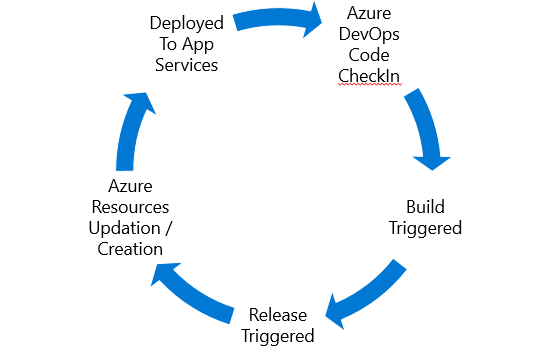 Deployed
To App
Services
Azure
DevOps
Code
CheckIn
Build
Triggered
Release
Triggered
Azure
Resources
Updation /
Creation